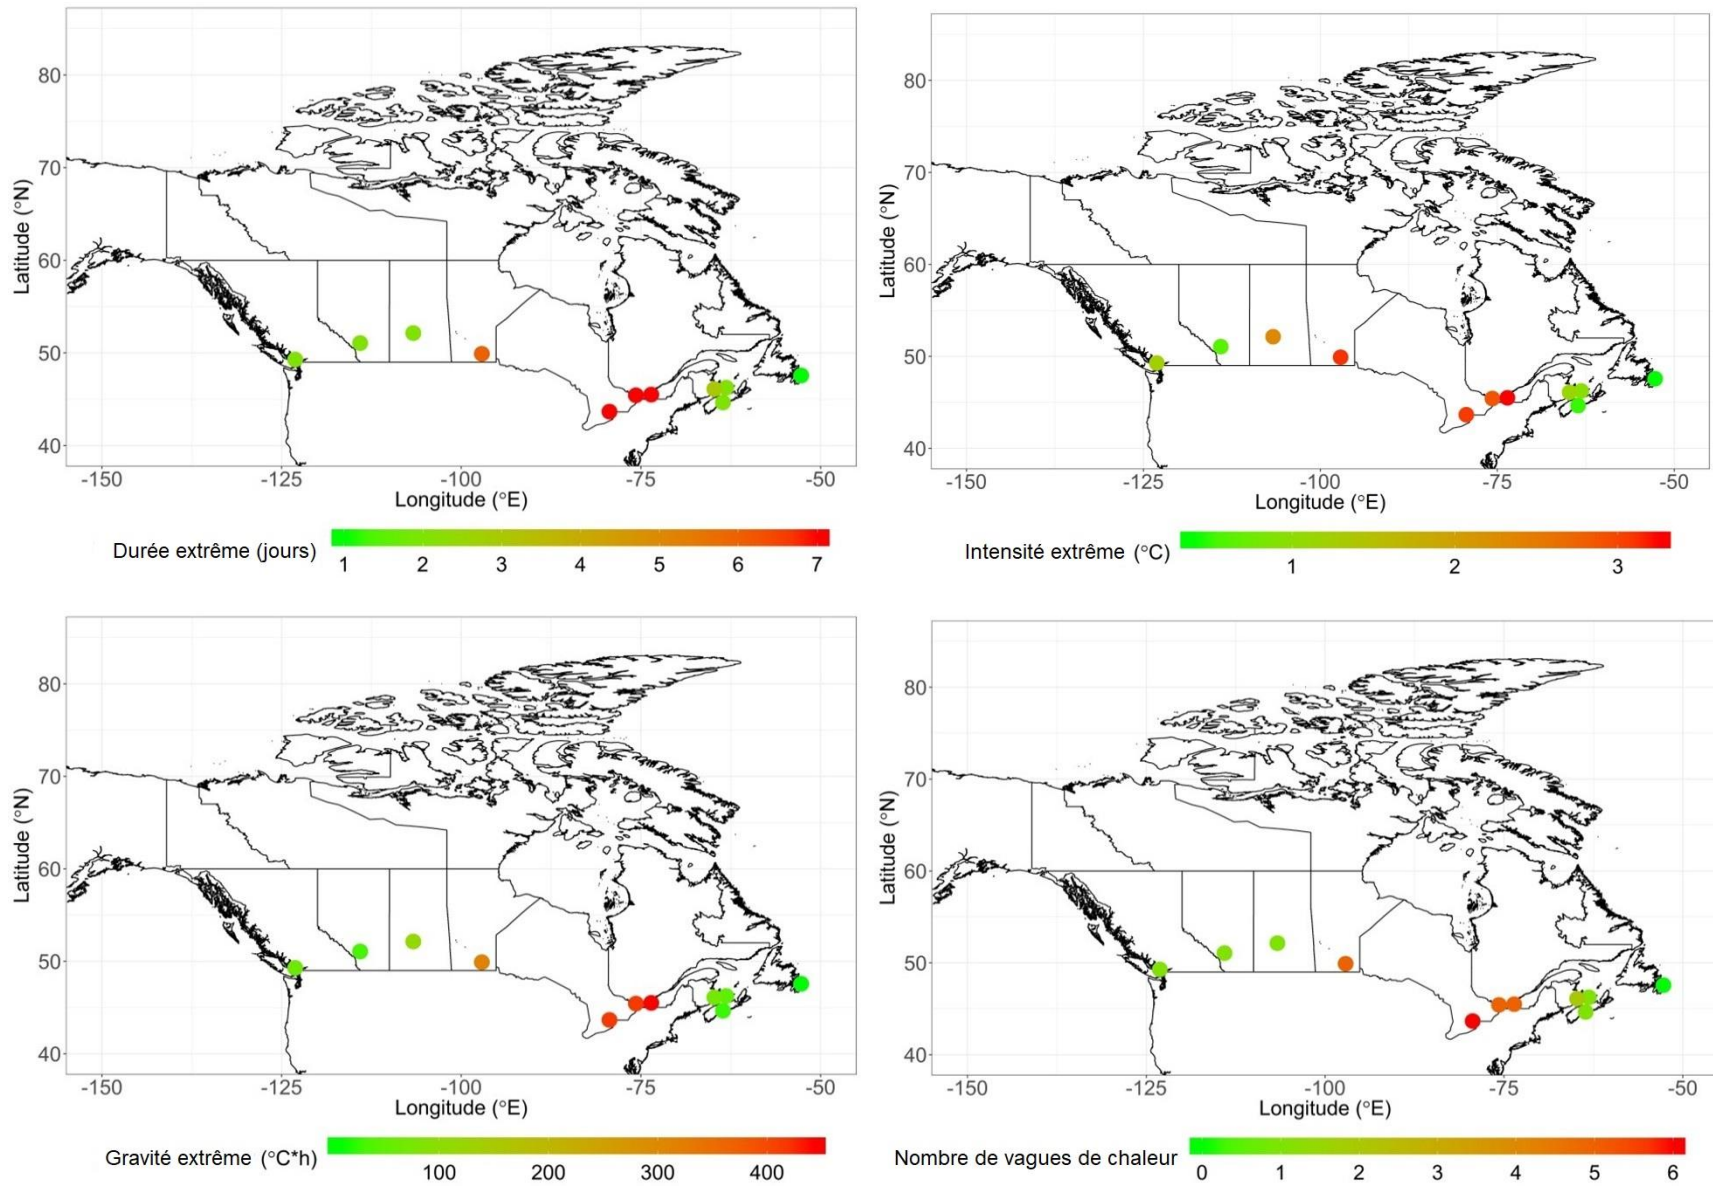 80
70
60
50
40
Latitude (°N)
-150 -125 -100 -75 -50
Longitude (°E)
Durée extrême (jours)
1 2 3 4 5 6 7
80
70
60
50
40
Latitude (°N)
-150 -125 -100 -75 -50
Longitude (°E)
Intensité extrême (°C)
1 2 3
80
70
60
50
40
Latitude (°N)
-150 -125 -100 -75 -50
Longitude (°E)
Gravité extrême (°C*h)
100 200 300 400
80
70
60
50
40
Latitude (°N)
-150 -125 -100 -75 -50
Longitude (°E)
Nombre de vagues de chaleur
0 1 2 3 4 5 6